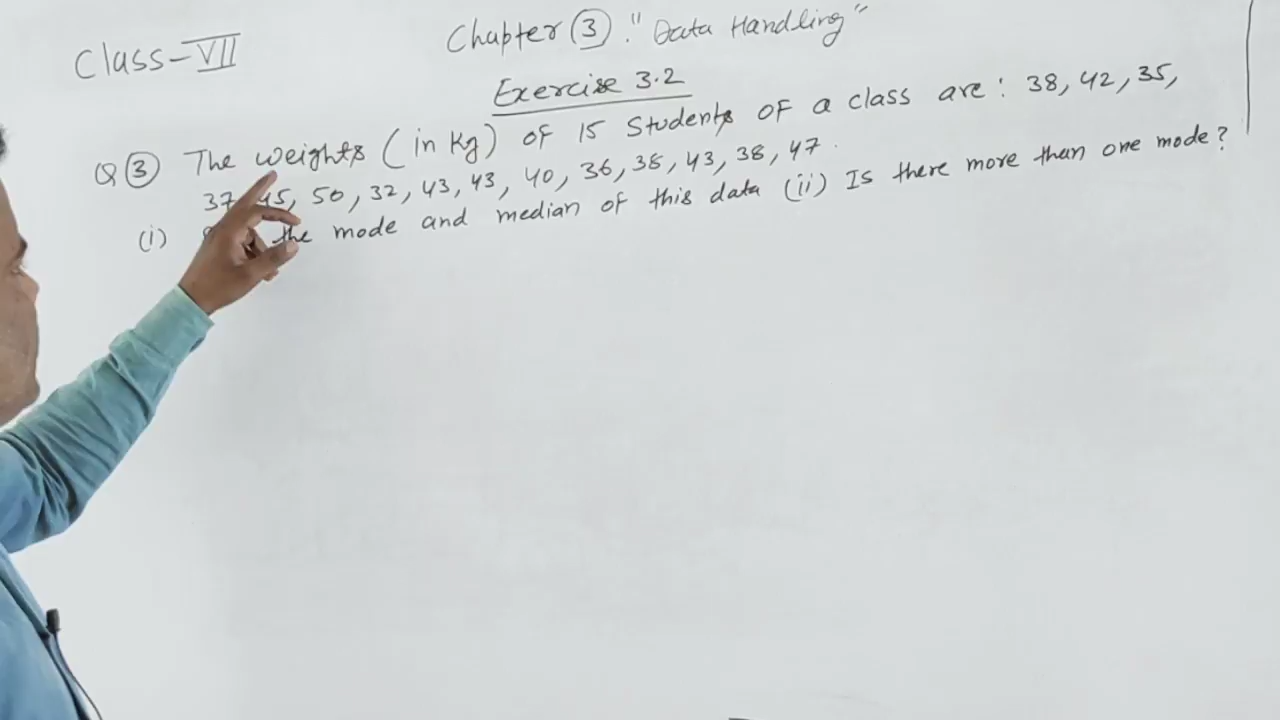 Class-VII
Chapter 3: "Data Handling"
Exercise 3.2
Q 3 The weights (in Kg) of 15 Students of a class are: 38, 42, 35,
37, 45, 50, 32, 43, 43, 40, 36, 38, 43, 38, 47.
(i) the mode and median of this data (ii) Is there more than one mode?